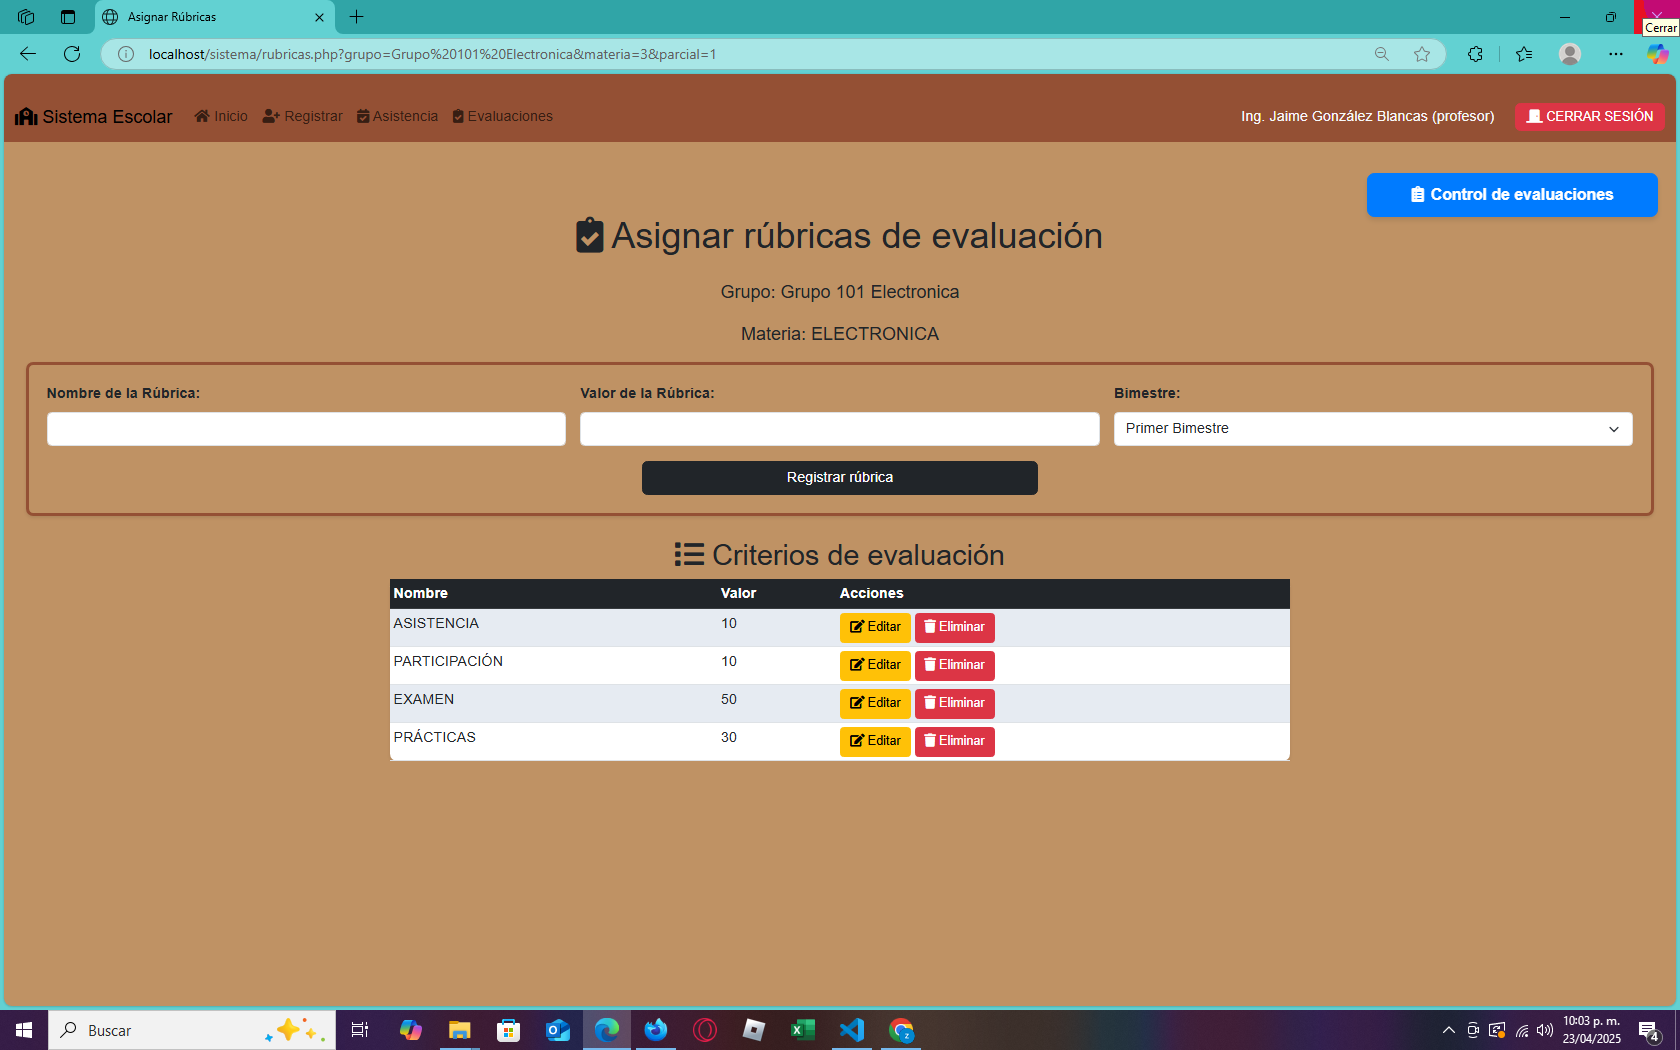 Asignar Rúbricas
Cerrar
localhost/sistema/rubricas.php?grupo=Grupo%20101%20Electronica&materia=3&parcial=1
Sistema Escolar Inicio Registrar Asistencia Evaluaciones Ing. Jaime González Blancas (profesor) CERRAR SESIÓN
Control de evaluaciones
Asignar rúbricas de evaluación
Grupo: Grupo 101 Electronica
Materia: ELECTRONICA
Nombre de la Rúbrica: Valor de la Rúbrica: Bimestre:
Primer Bimestre
Registrar rúbrica
Criterios de evaluación
Nombre Valor Acciones
ASISTENCIA 10 Editar Eliminar
PARTICIPACIÓN 10 Editar Eliminar
EXAMEN 50 Editar Eliminar
PRÁCTICAS 30 Editar Eliminar
Buscar
10:03 p. m.
23/04/2025
4